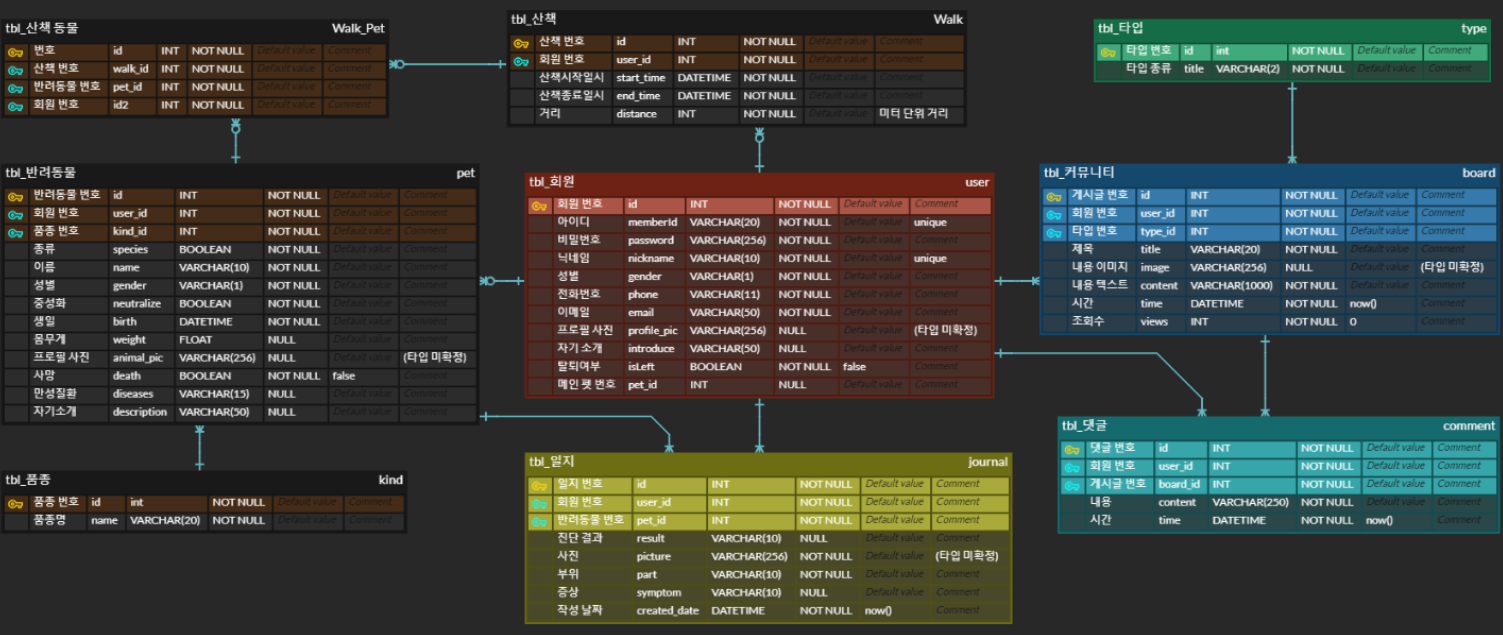 tbl_산책 동물 Walk_Pet
번호 id INT NOT NULL Default value Comment
산책 번호 walk_id INT NOT NULL Default value Comment
반려동물 번호 pet_id INT NOT NULL Default value Comment
회원 번호 id2 INT NOT NULL Default value Comment
tbl_산책 Walk
산책 번호 id INT NOT NULL Default value Comment
회원 번호 user_id INT NOT NULL Default value Comment
산책시작일시 start_time DATETIME NOT NULL Default value Comment
산책종료일시 end_time DATETIME NOT NULL Default value Comment
거리 distance INT NOT NULL Default value 미터 단위 거리
tbl_타입 type
타입 번호 id int NOT NULL Default value Comment
타입 종류 title VARCHAR(2) NOT NULL Default value Comment
tbl_반려동물 pet
반려동물 번호 id INT NOT NULL Default value Comment
회원 번호 user_id INT NOT NULL Default value Comment
품종 번호 kind_id INT NOT NULL Default value Comment
종류 species BOOLEAN NOT NULL Default value Comment
이름 name VARCHAR(10) NOT NULL Default value Comment
성별 gender VARCHAR(1) NOT NULL Default value Comment
중성화 neutralize BOOLEAN NOT NULL Default value Comment
생일 birth DATETIME NOT NULL Default value Comment
몸무게 weight FLOAT NULL Default value Comment
프로필 사진 animal_pic VARCHAR(256) NULL Default value (타입 미확정)
사망 death BOOLEAN NOT NULL false Comment
만성질환 diseases VARCHAR(15) NULL Default value Comment
자기소개 description VARCHAR(50) NULL Default value Comment
tbl_회원 user
회원 번호 id INT NOT NULL Default value Comment
아이디 memberId VARCHAR(20) NOT NULL Default value unique
비밀번호 password VARCHAR(256) NOT NULL Default value Comment
닉네임 nickname VARCHAR(10) NOT NULL Default value unique
성별 gender VARCHAR(1) NOT NULL Default value Comment
전화번호 phone VARCHAR(11) NOT NULL Default value Comment
이메일 email VARCHAR(50) NOT NULL Default value Comment
프로필 사진 profile_pic VARCHAR(256) NULL Default value (타입 미확정)
자기 소개 introduce VARCHAR(50) NULL Default value Comment
탈퇴여부 isLeft BOOLEAN NOT NULL false Comment
메인 펫 번호 pet_id INT NULL Default value Comment
tbl_커뮤니티 board
게시글 번호 id INT NOT NULL Default value Comment
회원 번호 user_id INT NOT NULL Default value Comment
타입 번호 type_id INT NOT NULL Default value Comment
제목 title VARCHAR(20) NOT NULL Default value Comment
내용 이미지 image VARCHAR(256) NULL Default value (타입 미확정)
내용 텍스트 content VARCHAR(1000) NOT NULL Default value Comment
시간 time DATETIME NOT NULL now() Comment
조회수 views INT NOT NULL 0 Comment
tbl_품종 kind
품종 번호 id int NOT NULL Default value Comment
품종명 name VARCHAR(20) NOT NULL Default value Comment
tbl_일지 journal
일지 번호 id INT NOT NULL Default value Comment
회원 번호 user_id INT NOT NULL Default value Comment
반려동물 번호 pet_id INT NOT NULL Default value Comment
진단 결과 result VARCHAR(10) NULL Default value Comment
사진 picture VARCHAR(256) NOT NULL Default value (타입 미확정)
부위 part VARCHAR(10) NOT NULL Default value Comment
증상 symptom VARCHAR(10) NULL Default value Comment
작성 날짜 created_date DATETIME NOT NULL now() Comment
tbl_댓글 comment
댓글 번호 id INT NOT NULL Default value Comment
회원 번호 user_id INT NOT NULL Default value Comment
게시글 번호 board_id INT NOT NULL Default value Comment
내용 content VARCHAR(250) NOT NULL Default value Comment
시간 time DATETIME NOT NULL now() Comment